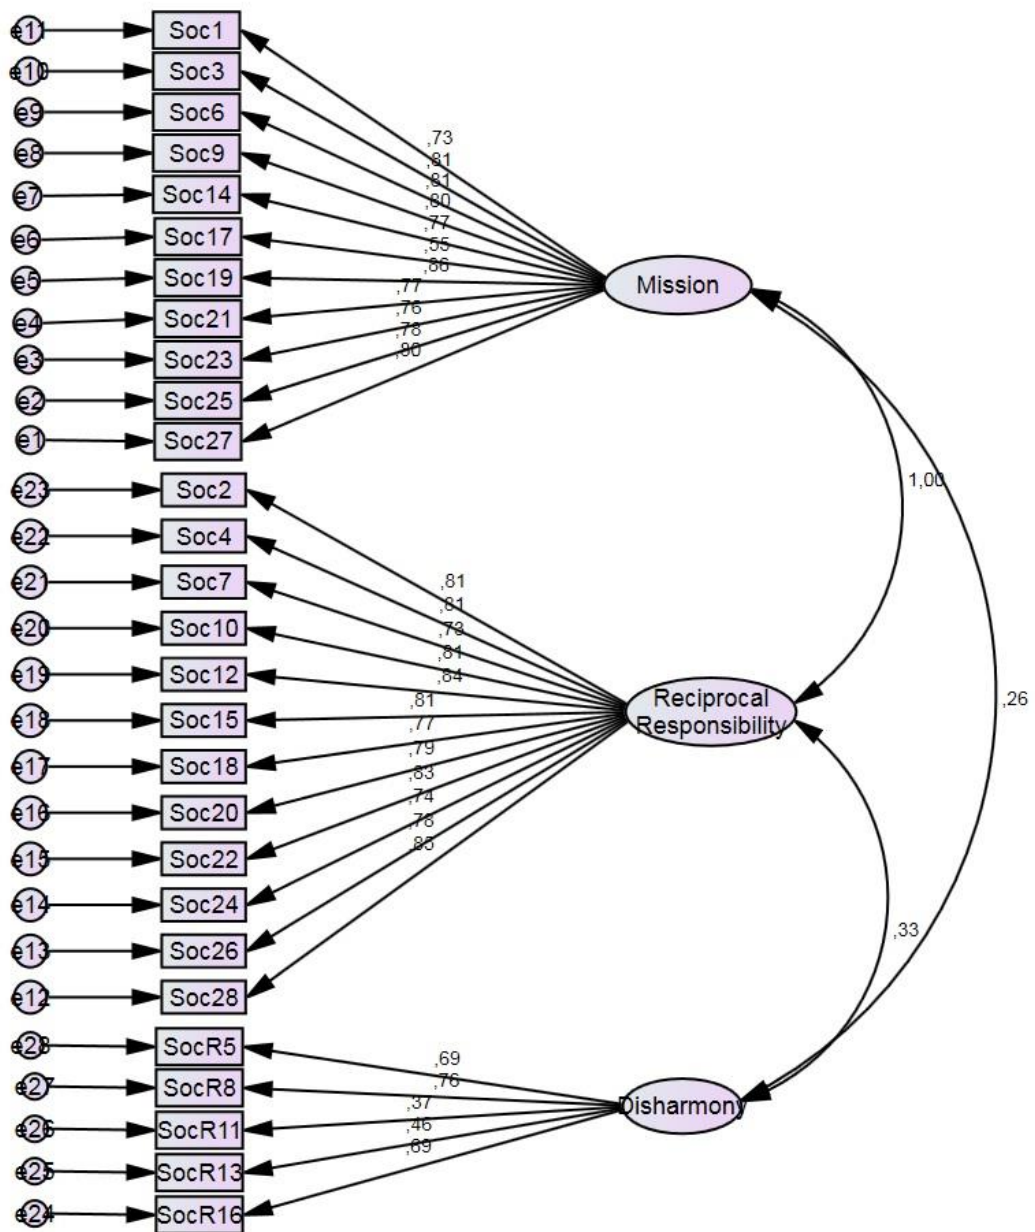 e11
Soc1
e10
Soc3
e9
Soc6
e8
Soc9
e7
Soc14
e6
Soc17
e5
Soc19
e4
Soc21
e3
Soc23
e2
Soc25
e1
Soc27
,73
,81
,81
,80
,77
,55
,86
,77
,76
,78
,80
Mission
1,00
e23
Soc2
e22
Soc4
e21
Soc7
e20
Soc10
e19
Soc12
e18
Soc15
e17
Soc18
e16
Soc20
e15
Soc22
e14
Soc24
e13
Soc26
e12
Soc28
,81
,81
,73
,81
,84
,81
,77
,79
,83
,74
,78
,85
Reciprocal
Responsibility
,26
,33
e28
SocR5
e27
SocR8
e26
SocR11
e25
SocR13
e24
SocR16
,69
,76
,37
,46
,69
Disharmony